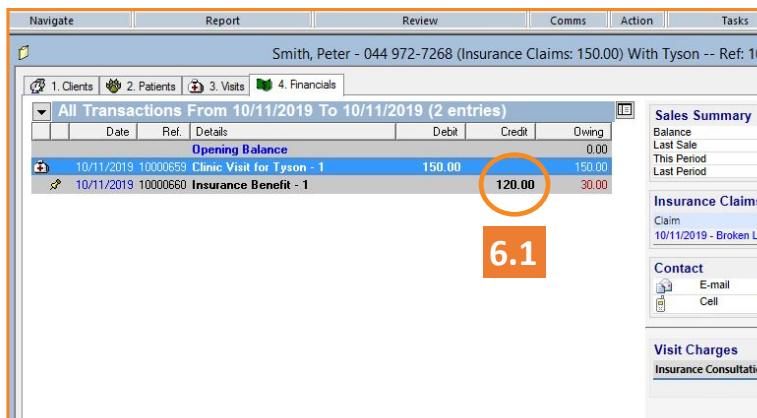 Navigate Report Review Comms Action Tasks
Smith, Peter - 044 972-7268 (Insurance Claims: 150.00) With Tyson -- Ref: 1
1. Clients 2. Patients 3. Visits 4. Financials
All Transactions From 10/11/2019 To 10/11/2019 (2 entries)
Date Ref. Details Debit Credit Owing
Opening Balance 0.00
10/11/2019 10000659 Clinic Visit for Tyson - 1 150.00 150.00
10/11/2019 10000660 Insurance Benefit - 1 120.00 30.00
6.1
Sales Summary
Balance
Last Sale
This Period
Last Period
Insurance Claims
Claim
10/11/2019 - Broken L
Contact
E-mail
Cell
Visit Charges
Insurance Consultati